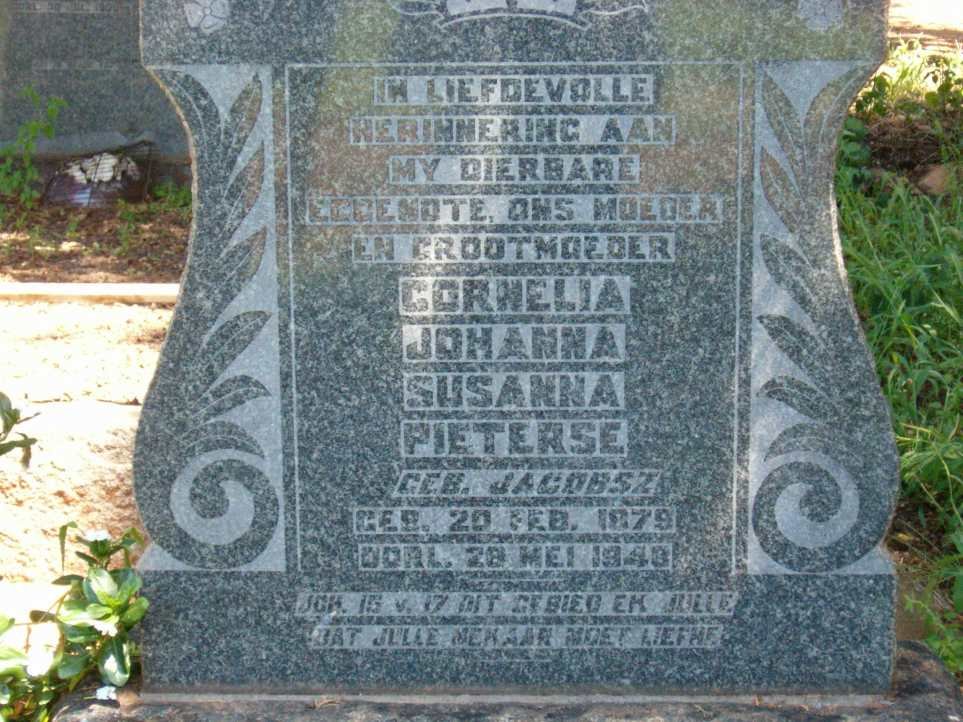 IN LIEFDEVOLLE
HERINNERING AAN
MY DIERBARE
EGGENOTE, ONS MOEDER
EN GROOTMOEDER
CORNELIA
JOHANNA
SUSANNA
PIETERSE
GEB. JACOBSZ
GEB. 20 FEB. 1879
OORL. 28 MEI 1949
JOH. 15 V. 17 DIT GEBIED EK JULLE
DAT JULLE MEKAAR MOET LIEFHE